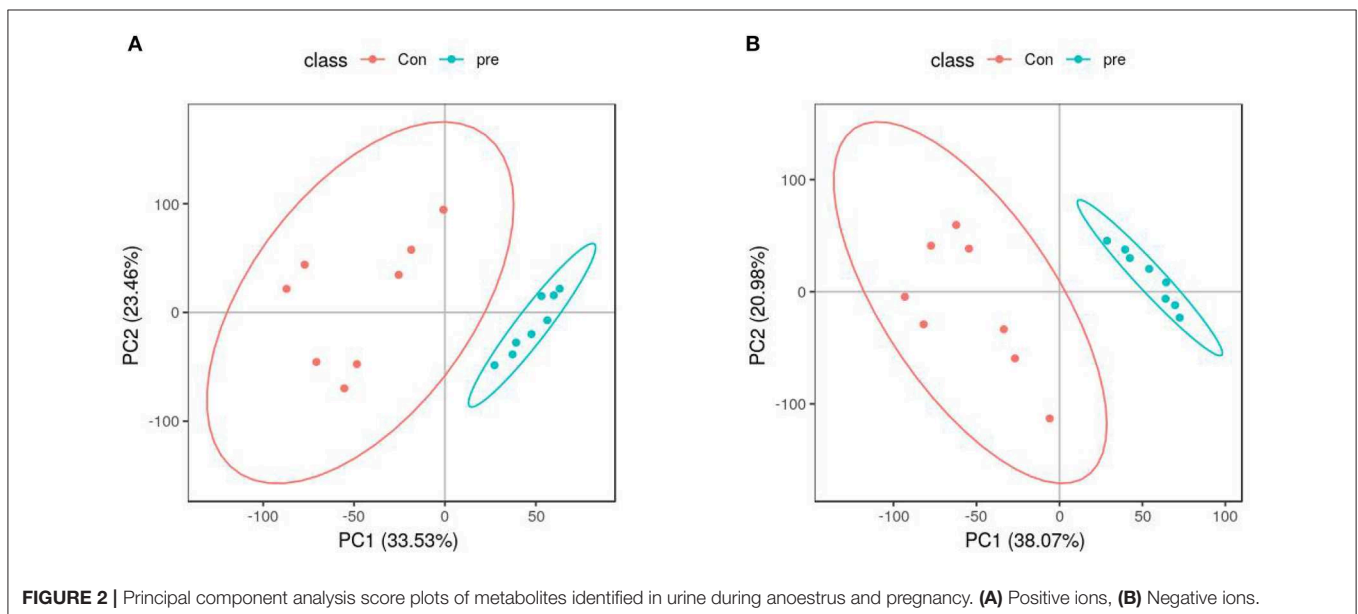 A
class Con pre
100
0
-100
PC2 (23.46%)
-100 -50 0 50
PC1 (33.53%)
B
class Con pre
100
0
-100
PC2 (20.98%)
-100 -50 0 50 100
PC1 (38.07%)
FIGURE 2 | Principal component analysis score plots of metabolites identified in urine during anoestrus and pregnancy. (A) Positive ions, (B) Negative ions.